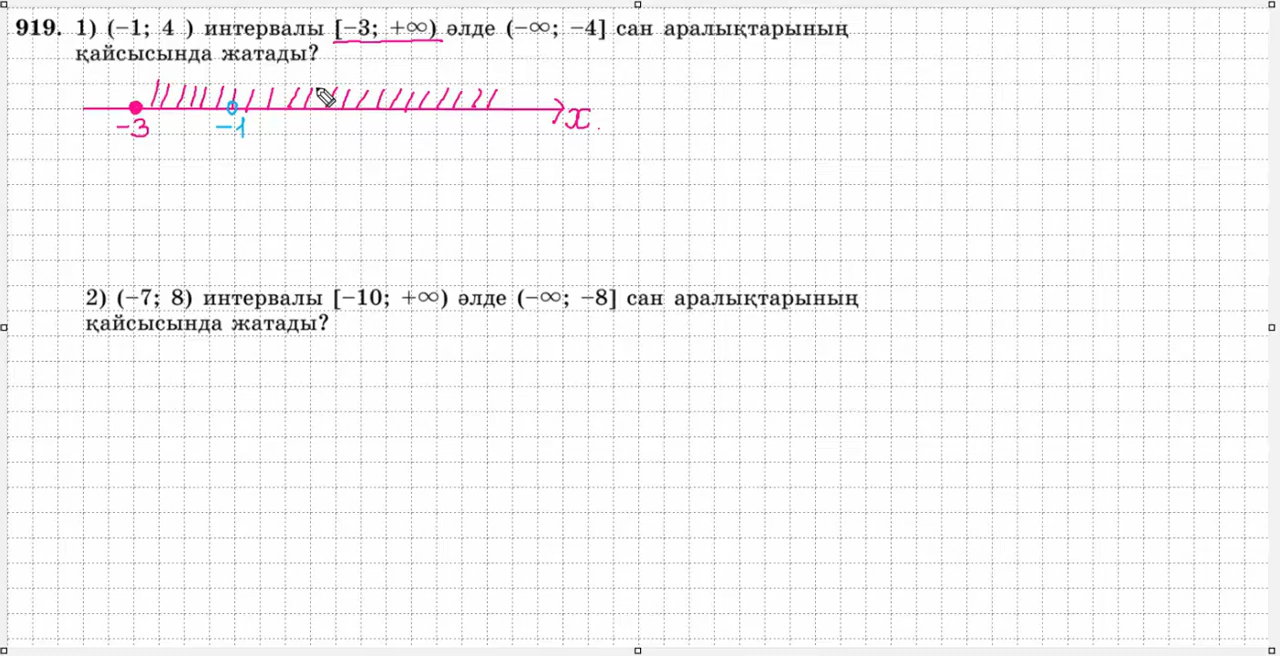 919. 1) (−1; 4 ) интервалы [−3; +∞) әлде (−∞; −4] сан аралықтарының
қайсысында жатады?
−3 −1 x.
2) (−7; 8) интервалы [−10; +∞) әлде (−∞; −8] сан аралықтарының
қайсысында жатады?